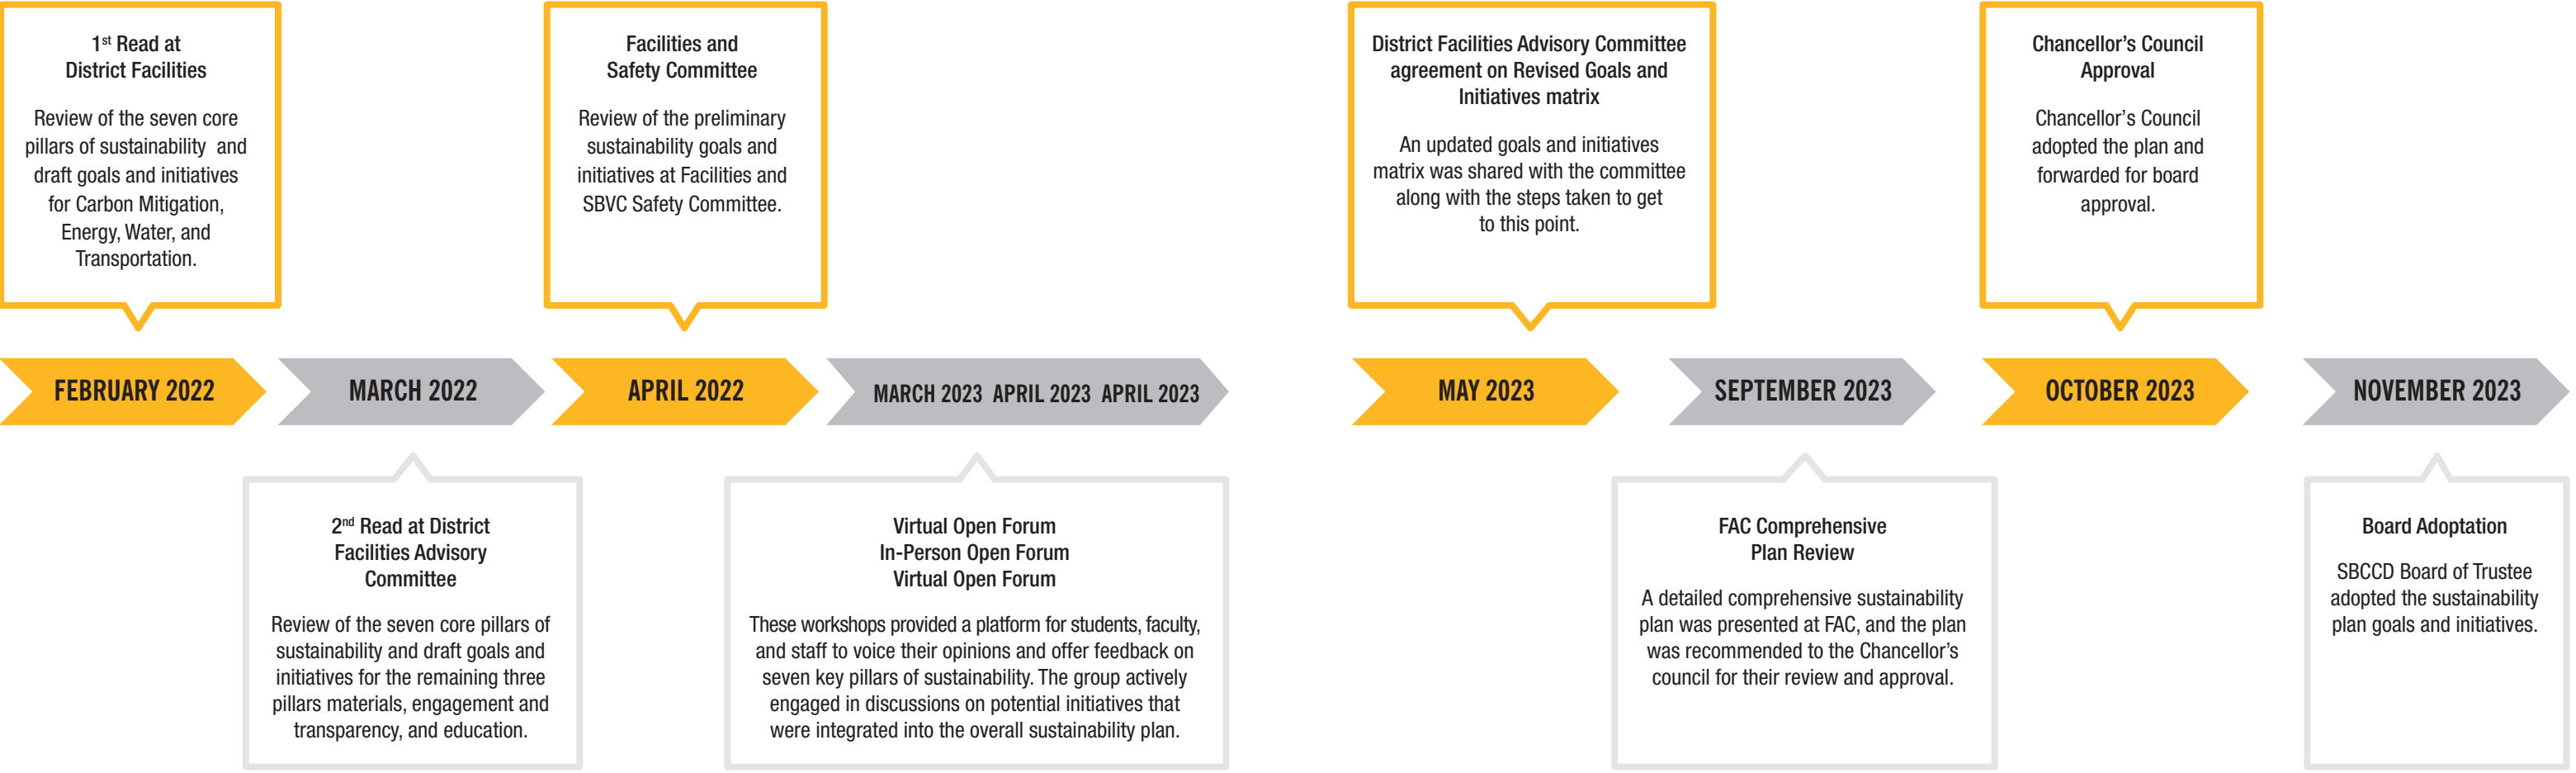 1st Read at
District Facilities
Review of the seven core
pillars of sustainability and
draft goals and initiatives
for Carbon Mitigation,
Energy, Water, and
Transportation.
Facilities and
Safety Committee
Review of the preliminary
sustainability goals and
initiatives at Facilities and
SBVC Safety Committee.
District Facilities Advisory Committee
agreement on Revised Goals and
Initiatives matrix
An updated goals and initiatives
matrix was shared with the committee
along with the steps taken to get
to this point.
Chancellor's Council
Approval
Chancellor's Council
adopted the plan and
forwarded for board
approval.
FEBRUARY 2022
MARCH 2022
APRIL 2022
MARCH 2023 APRIL 2023 APRIL 2023
MAY 2023
SEPTEMBER 2023
OCTOBER 2023
NOVEMBER 2023
2nd Read at District
Facilities Advisory
Committee
Review of the seven core pillars of
sustainability and draft goals and
initiatives for the remaining three
pillars materials, engagement and
transparency, and education.
Virtual Open Forum
In-Person Open Forum
Virtual Open Forum
These workshops provided a platform for students, faculty,
and staff to voice their opinions and offer feedback on
seven key pillars of sustainability. The group actively
engaged in discussions on potential initiatives that
were integrated into the overall sustainability plan.
FAC Comprehensive
Plan Review
A detailed comprehensive sustainability
plan was presented at FAC, and the plan
was recommended to the Chancellor's
council for their review and approval.
Board Adoptation
SBCCD Board of Trustee
adopted the sustainability
plan goals and initiatives.